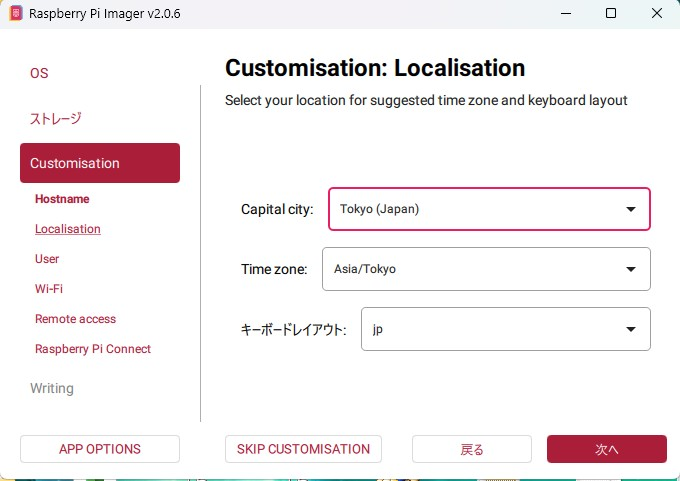 Raspberry Pi Imager v2.0.6
OS
ストレージ
Customisation
Hostname
Localisation
User
Wi-Fi
Remote access
Raspberry Pi Connect
Writing
APP OPTIONS
Customisation: Localisation
Select your location for suggested time zone and keyboard layout
Capital city: Tokyo (Japan)
Time zone: Asia/Tokyo
キーボードレイアウト: jp
SKIP CUSTOMISATION 戻る 次へ